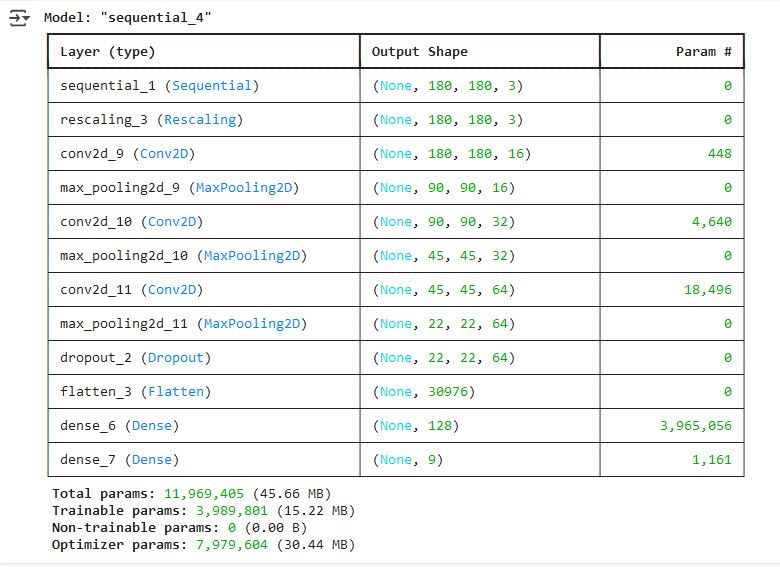 Model: "sequential_4"
Layer (type) Output Shape Param #
sequential_1 (Sequential) (None, 180, 180, 3) 0
rescaling_3 (Rescaling) (None, 180, 180, 3) 0
conv2d_9 (Conv2D) (None, 180, 180, 16) 448
max_pooling2d_9 (MaxPooling2D) (None, 90, 90, 16) 0
conv2d_10 (Conv2D) (None, 90, 90, 32) 4,640
max_pooling2d_10 (MaxPooling2D) (None, 45, 45, 32) 0
conv2d_11 (Conv2D) (None, 45, 45, 64) 18,496
max_pooling2d_11 (MaxPooling2D) (None, 22, 22, 64) 0
dropout_2 (Dropout) (None, 22, 22, 64) 0
flatten_3 (Flatten) (None, 30976) 0
dense_6 (Dense) (None, 128) 3,965,056
dense_7 (Dense) (None, 9) 1,161
Total params: 11,969,405 (45.66 MB)
Trainable params: 3,989,801 (15.22 MB)
Non-trainable params: 0 (0.00 B)
Optimizer params: 7,979,604 (30.44 MB)